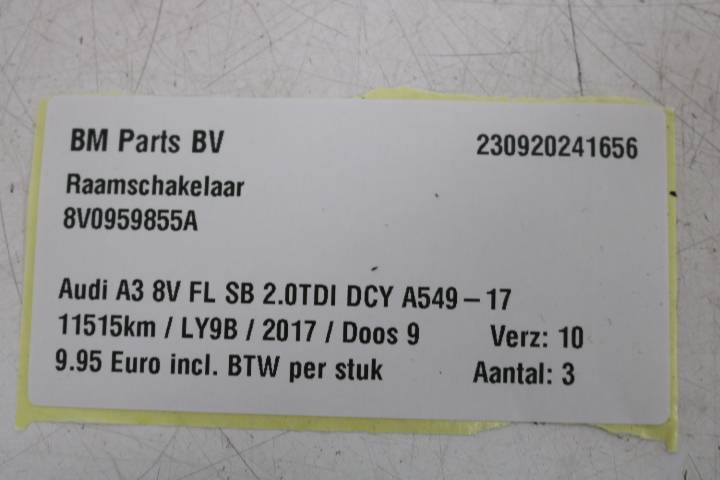 BM Parts BV 230920241656
Raamschakelaar
8V0959855A
Audi A3 8V FL SB 2.0TDI DCY A549-17
11515km / LY9B / 2017 / Doos 9 Verz: 10
9.95 Euro incl. BTW per stuk Aantal: 3